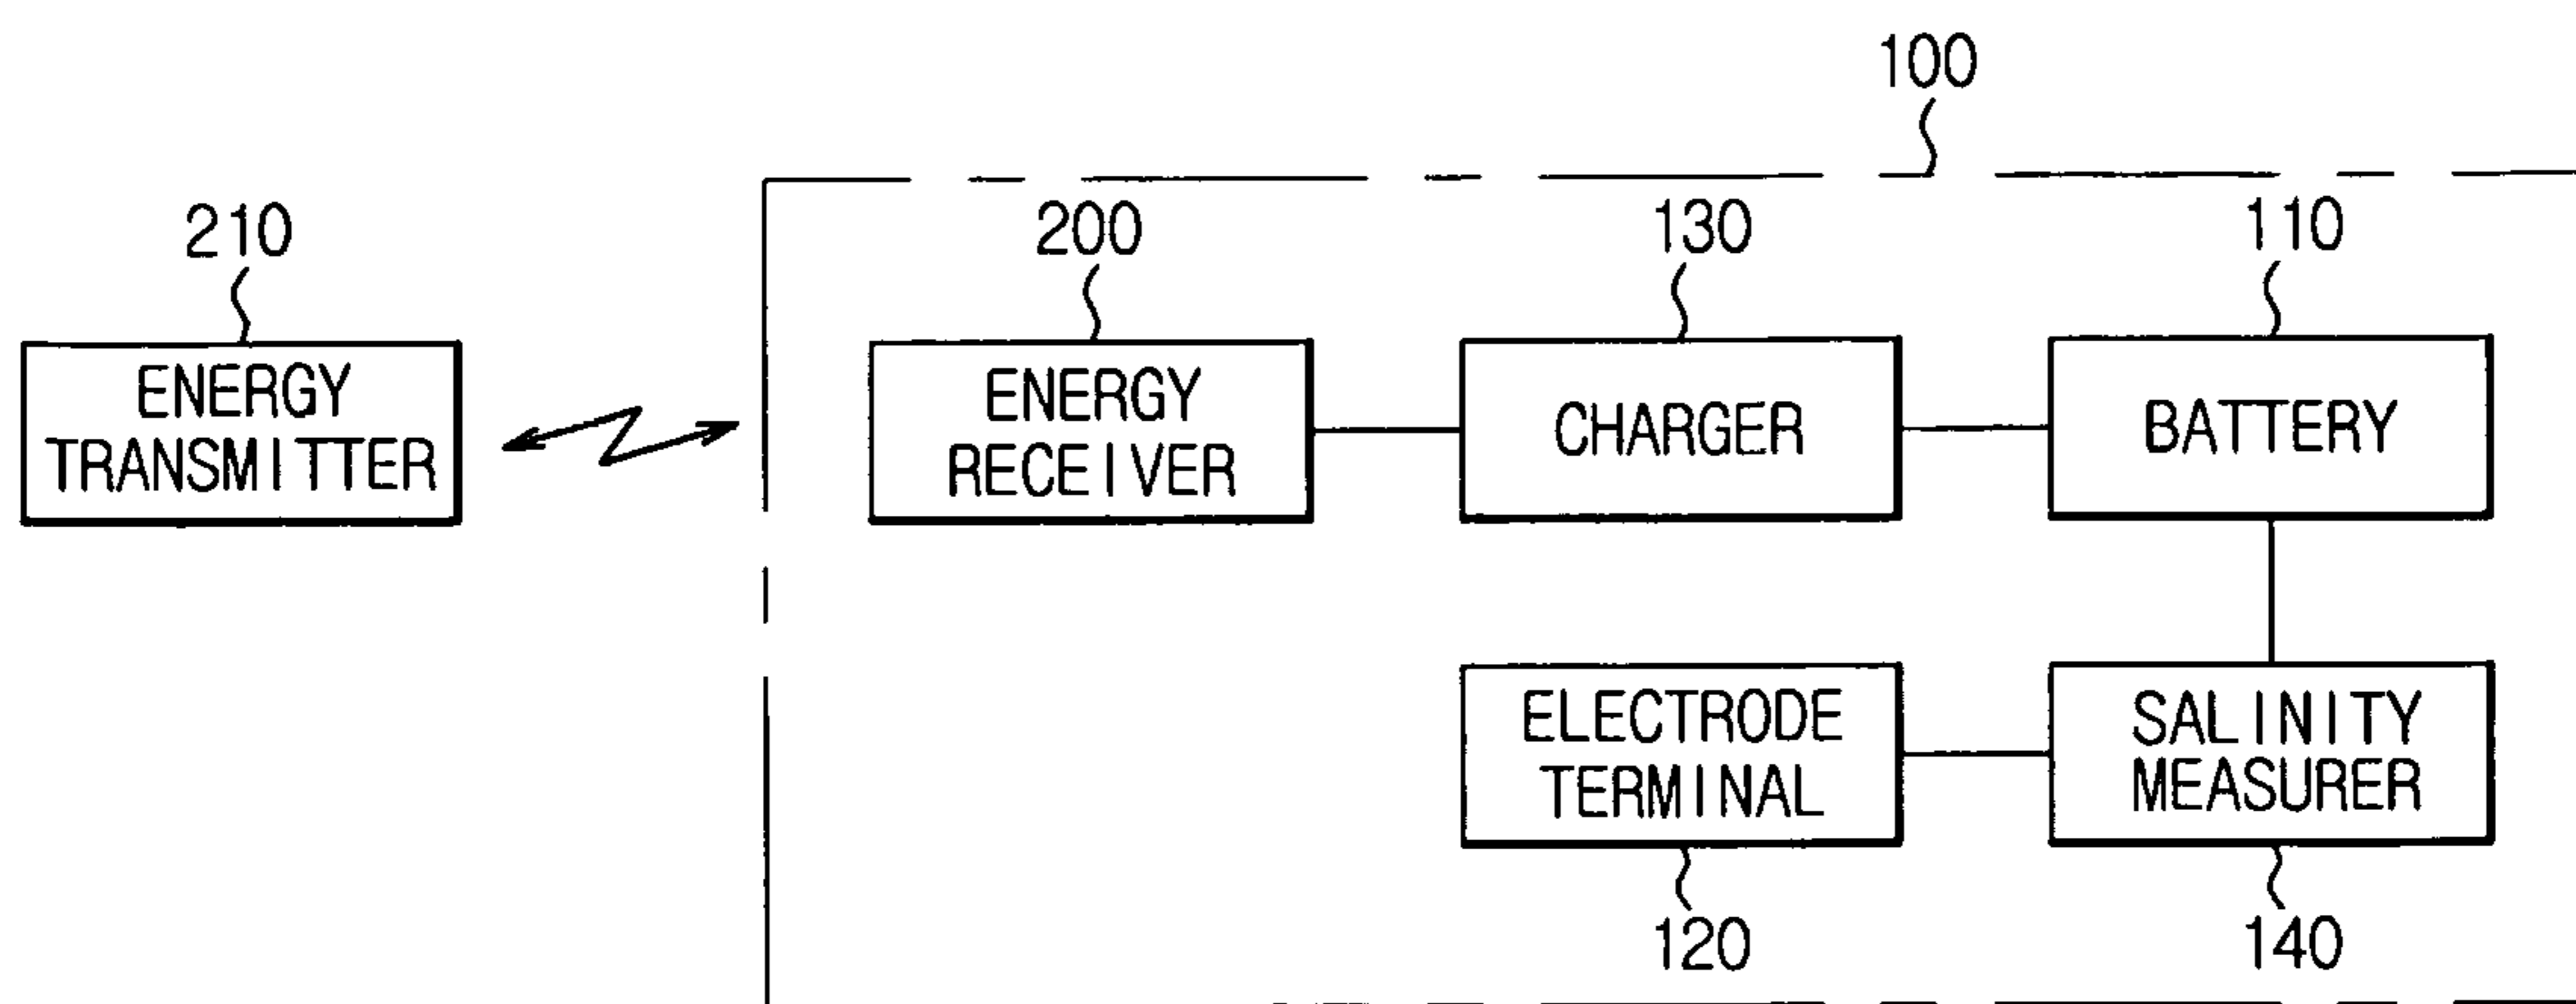 100
210
200
130
110
ENERGY
TRANSMITTER
ENERGY
RECEIVER
CHARGER
BATTERY
ELECTRODE
TERMINAL
SALINITY
MEASURER
120
140